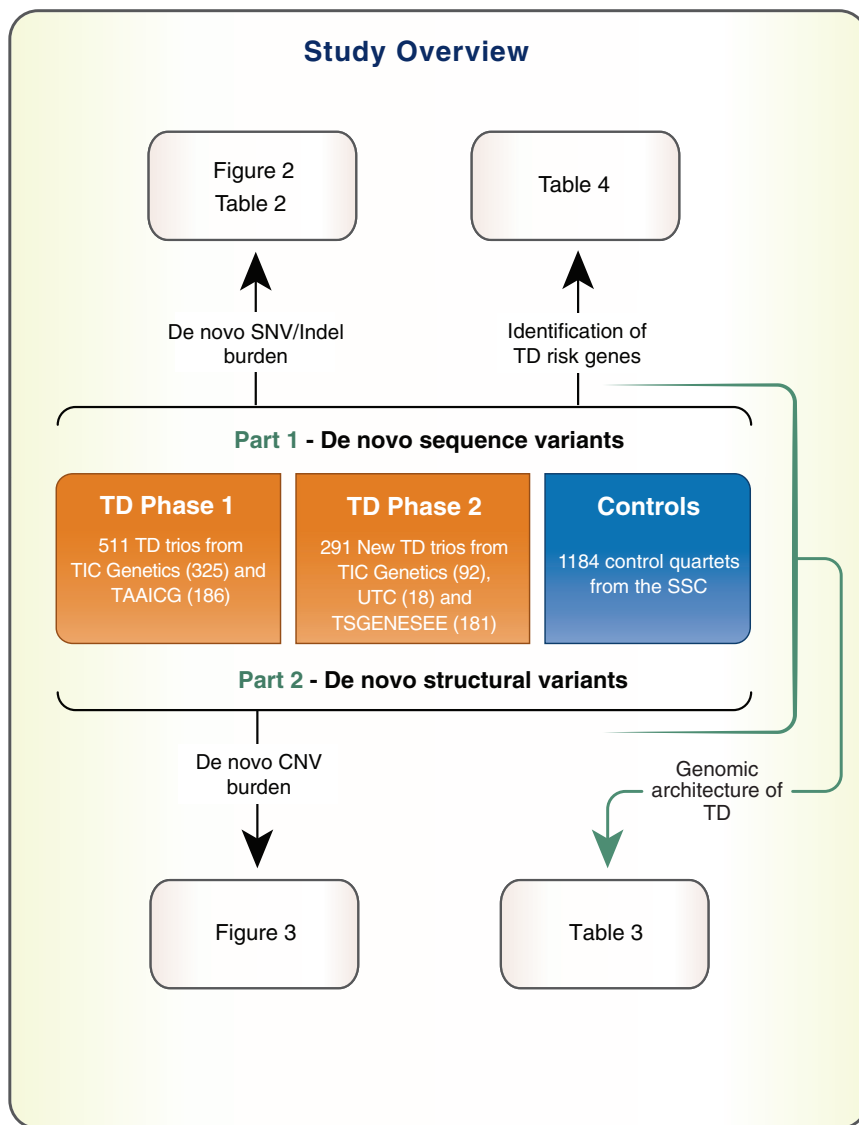 Study Overview
Figure 2
Table 2
Table 4
De novo SNV/Indel
burden
Identification of
TD risk genes
Part 1 - De novo sequence variants
TD Phase 1
511 TD trios from
TIC Genetics (325) and
TAAICG (186)
TD Phase 2
291 New TD trios from
TIC Genetics (92),
UTC (18) and
TSGENESEE (181)
Controls
1184 control quartets
from the SSC
Part 2 - De novo structural variants
De novo CNV
burden
Genomic
architecture of
TD
Figure 3
Table 3